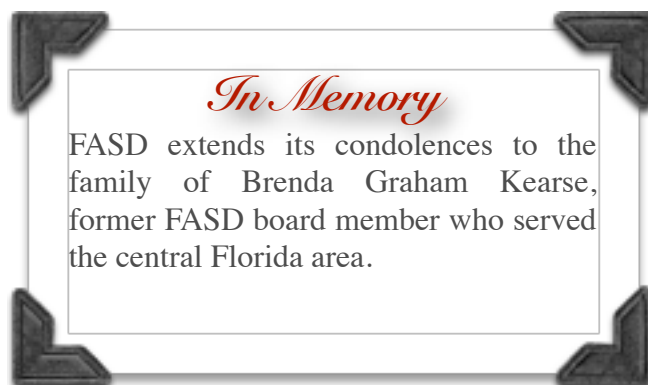 In Memory
FASD extends its condolences to the
family of Brenda Graham Kearse,
former FASD board member who served
the central Florida area.